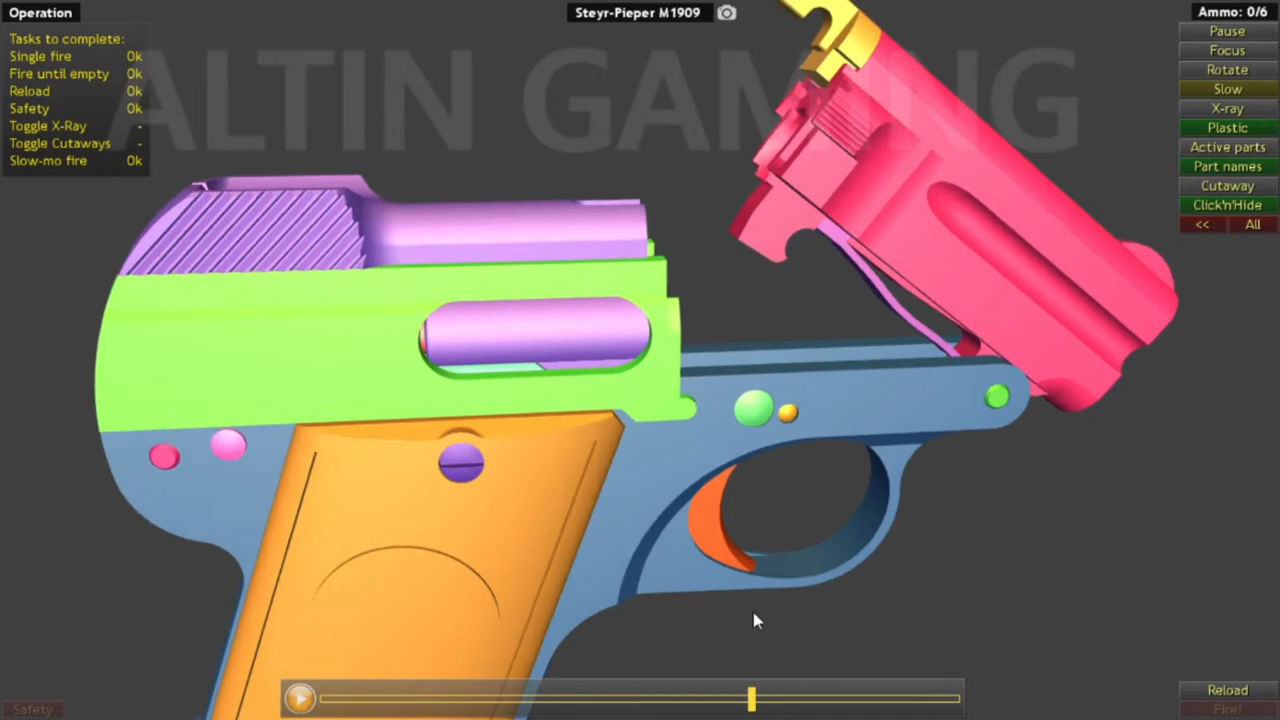 Operation
Steyr-Pieper M1909
Ammo: 0/6
Tasks to complete:
Single fire Ok
Fire until empty Ok
Reload Ok
Safety Ok
Toggle X-Ray -
Toggle Cutaways -
Slow-mo fire Ok
ALTIN GAMING
Pause
Focus
Rotate
Slow
X-ray
Plastic
Active parts
Part names
Cutaway
Click'n'Hide
<< All
Safety
Reload
Fire!